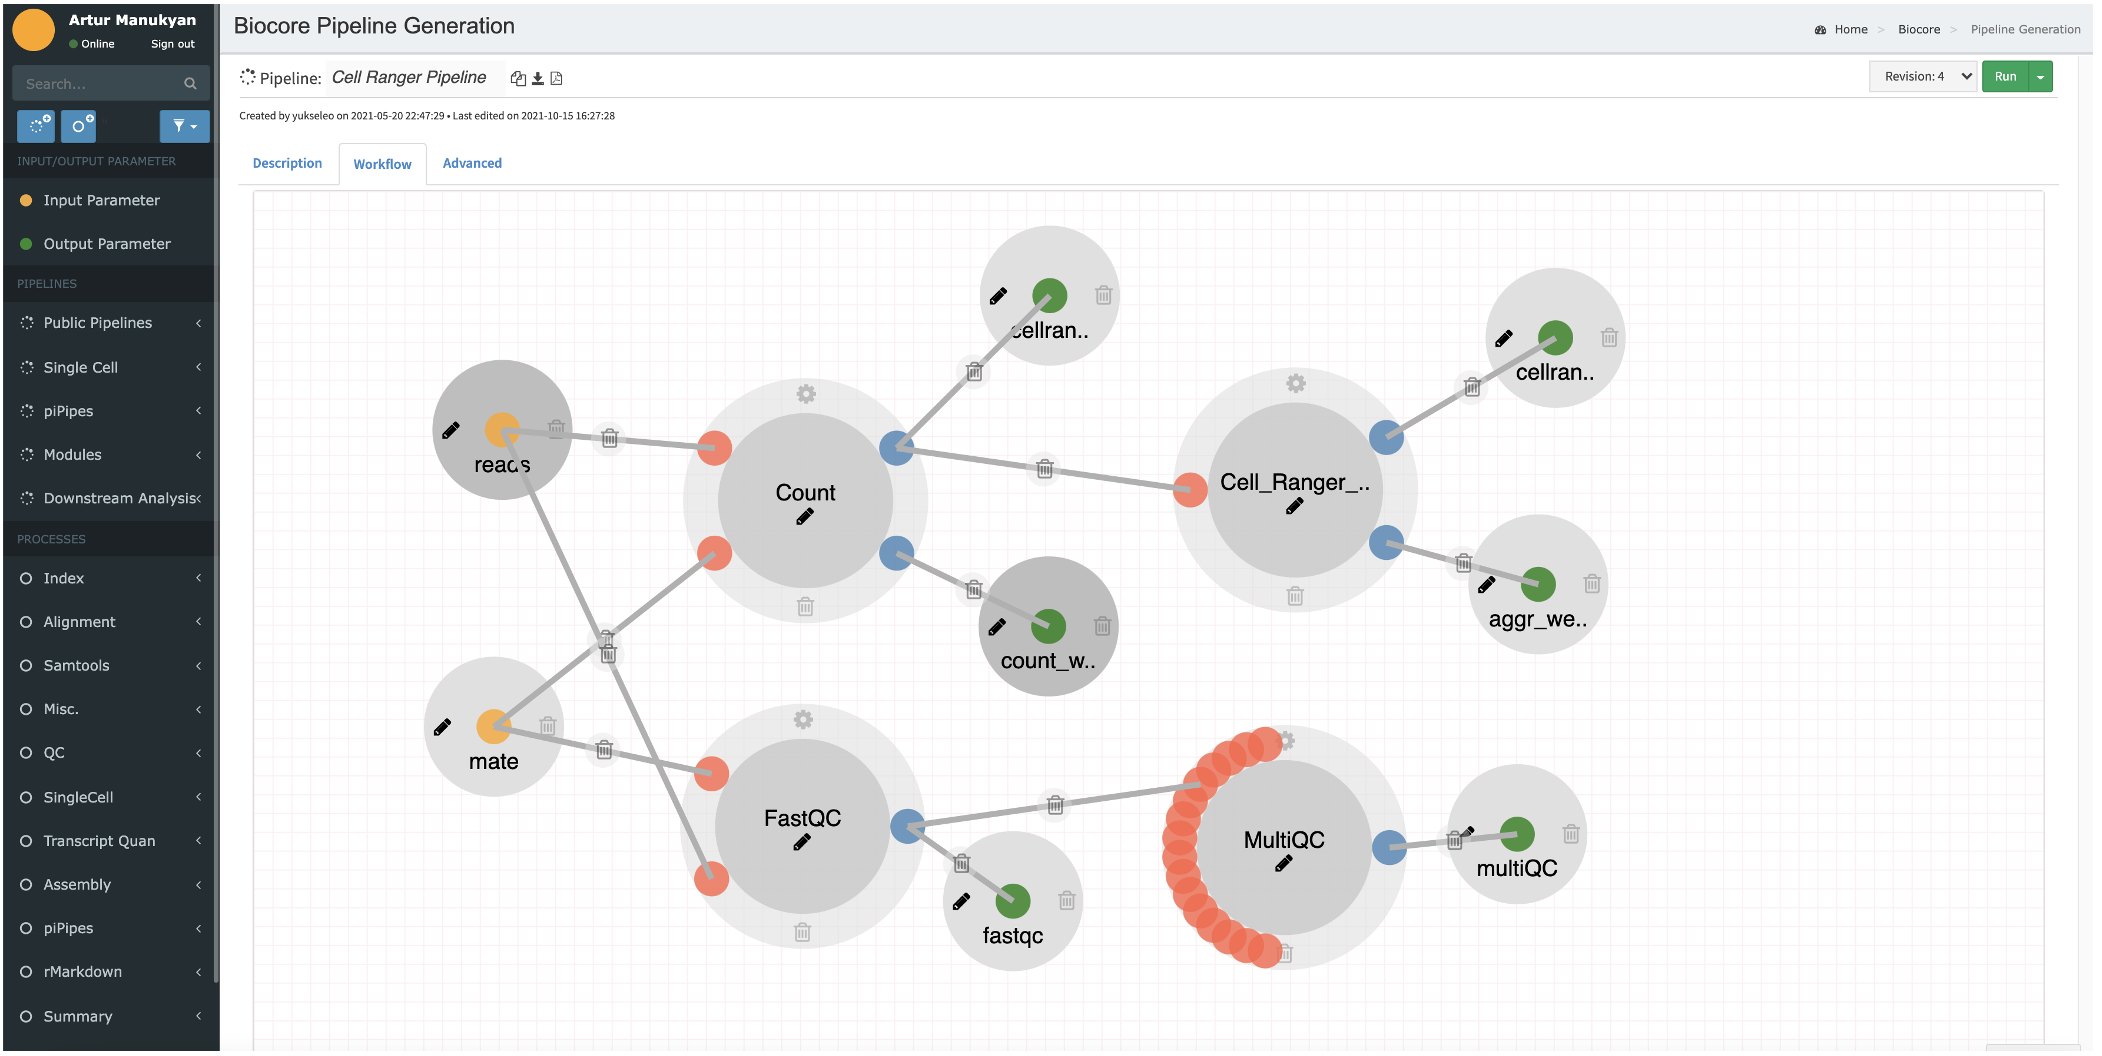 Artur Manukyan
Online Sign out
Search...
INPUT/OUTPUT PARAMETER
Input Parameter
Output Parameter
PIPELINES
Public Pipelines
Single Cell
piPipes
Modules
Downstream Analysis
PROCESSES
Index
Alignment
Samtools
Misc.
QC
SingleCell
Transcript Quan
Assembly
piPipes
rMarkdown
Summary
Biocore Pipeline Generation
Home > Biocore > Pipeline Generation
Pipeline: Cell Ranger Pipeline
Revision: 4
Run
Created by yukseleo on 2021-05-20 22:47:29 • Last edited on 2021-10-15 16:27:28
Description
Workflow
Advanced
cellran..
cellran..
reads
Count
Cell_Ranger_..
aggr_we..
count_w..
mate
FastQC
MultiQC
multiQC
fastqc